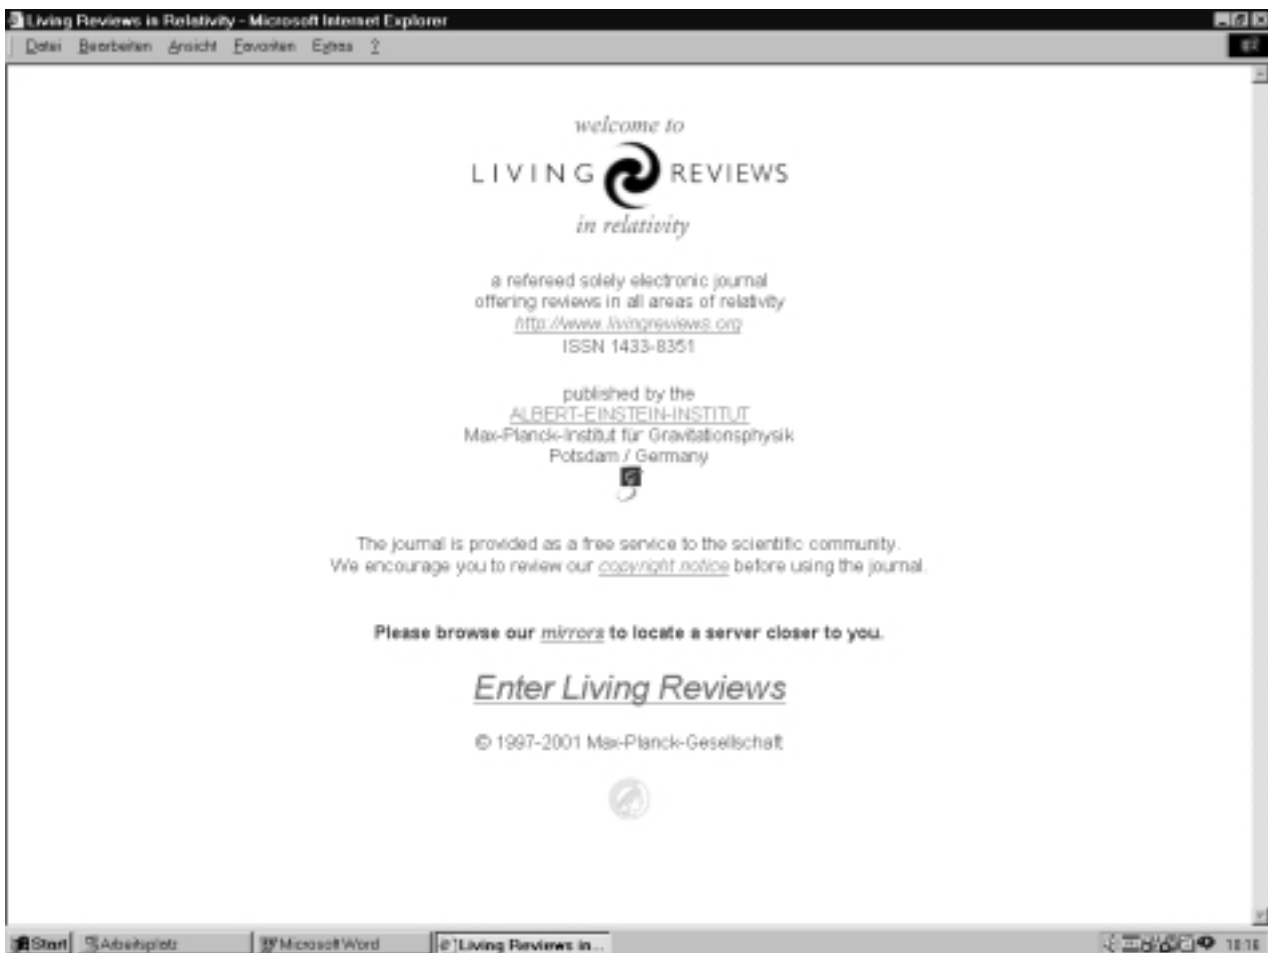 Living Reviews in Relativity - Microsoft Internet Explorer
Datei Bearbeiten Ansicht Favoriten Extras ?
welcome to
LIVING REVIEWS
in relativity
a refereed solely electronic journal
offering reviews in all areas of relativity
http://www.livingreviews.org
ISSN 1433-8351
published by the
ALBERT-EINSTEIN-INSTITUT
Max-Planck-Institut für Gravitationsphysik
Potsdam / Germany
The journal is provided as a free service to the scientific community.
We encourage you to review our copyright notice before using the journal.
Please browse our mirrors to locate a server closer to you.
Enter Living Reviews
© 1997-2001 Max-Planck-Gesellschaft
Start Arbeitsplatz Microsoft Word Living Reviews in... 18:16